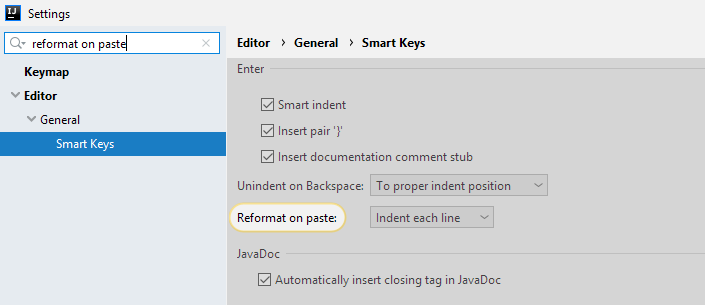 IJ Settings
reformat on paste
Keymap
Editor
General
Smart Keys
Editor › General › Smart Keys
Enter
Smart indent
Insert pair '}'
Insert documentation comment stub
Unindent on Backspace: To proper indent position
Reformat on paste: Indent each line
JavaDoc
Automatically insert closing tag in JavaDoc